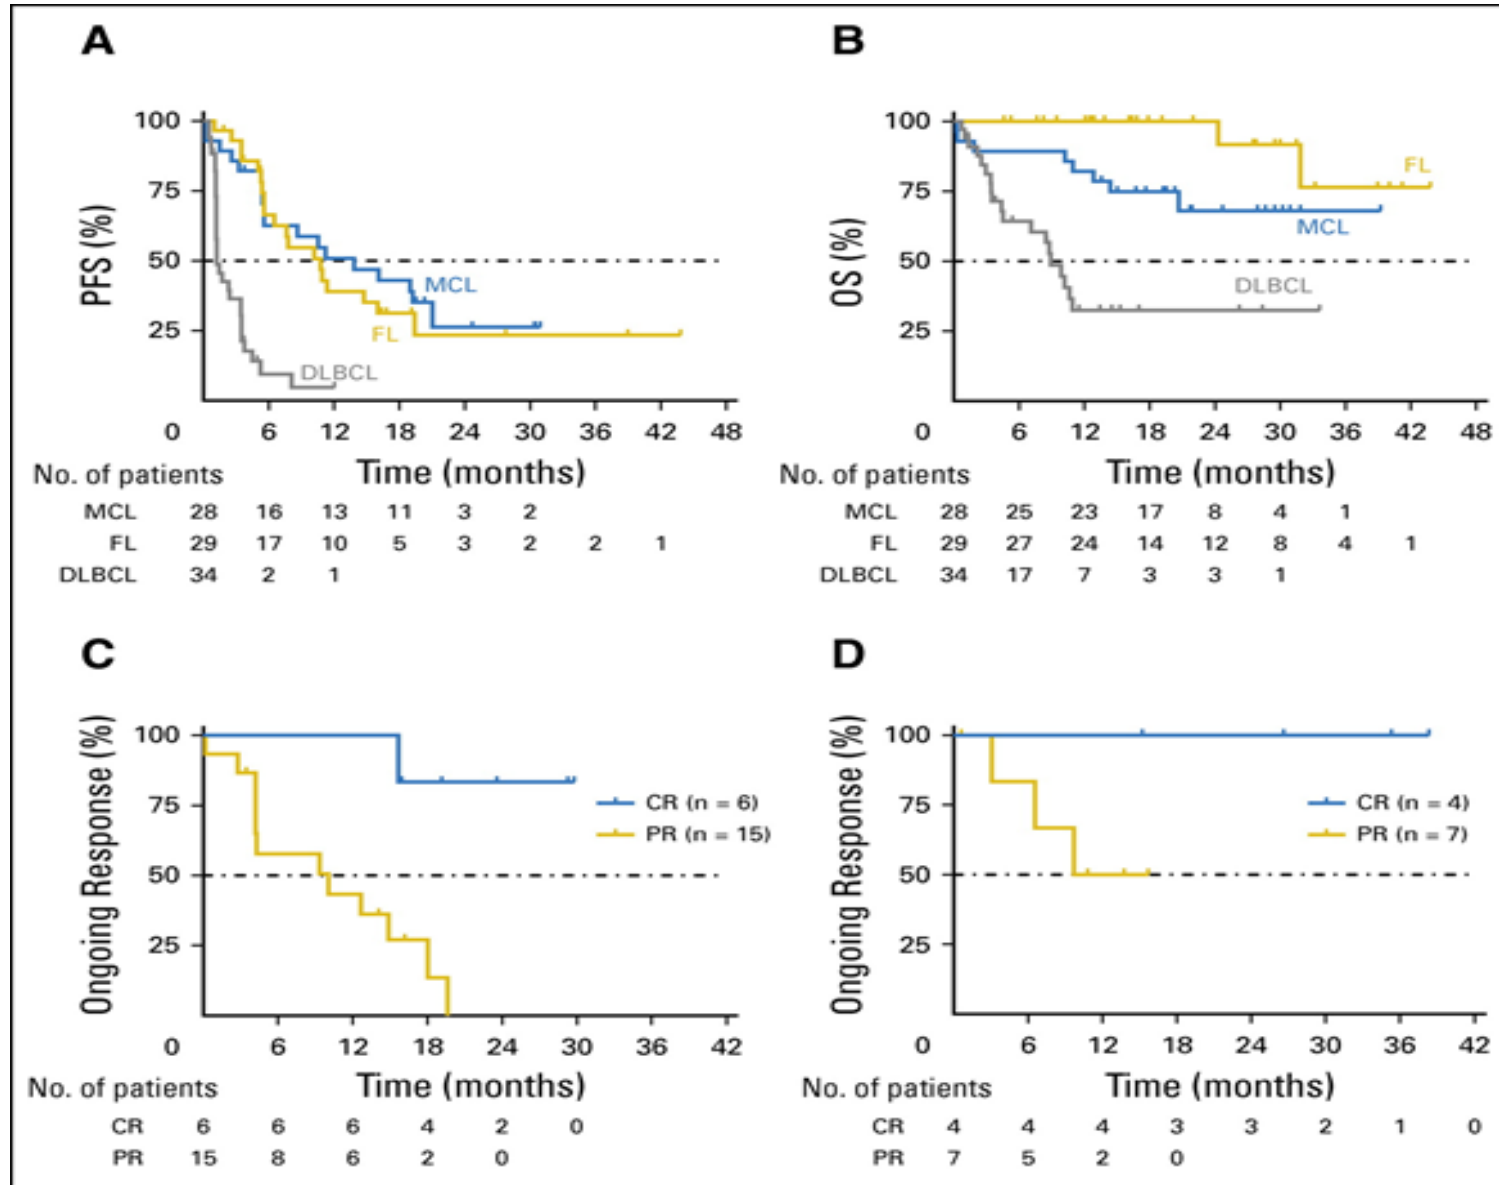 A
B
100
75
50
25
0
PFS (%)
MCL
FL
DLBCL
6 12 18 24 30 36 42 48
Time (months)
No. of patients
MCL 28 16 13 11 3 2
FL 29 17 10 5 3 2 2 1
DLBCL 34 2 1
100
75
50
25
0
OS (%)
FL
MCL
DLBCL
6 12 18 24 30 36 42 48
Time (months)
No. of patients
MCL 28 25 23 17 8 4 1
FL 29 27 24 14 12 8 4 1
DLBCL 34 17 7 3 3 1
C
D
100
75
50
25
0
Ongoing Response (%)
CR (n = 6)
PR (n = 15)
6 12 18 24 30 36 42
Time (months)
No. of patients
CR 6 6 6 4 2 0
PR 15 8 6 2 0
100
75
50
25
0
Ongoing Response (%)
CR (n = 4)
PR (n = 7)
6 12 18 24 30 36 42
Time (months)
No. of patients
CR 4 4 4 3 3 2 1 0
PR 7 5 2 0